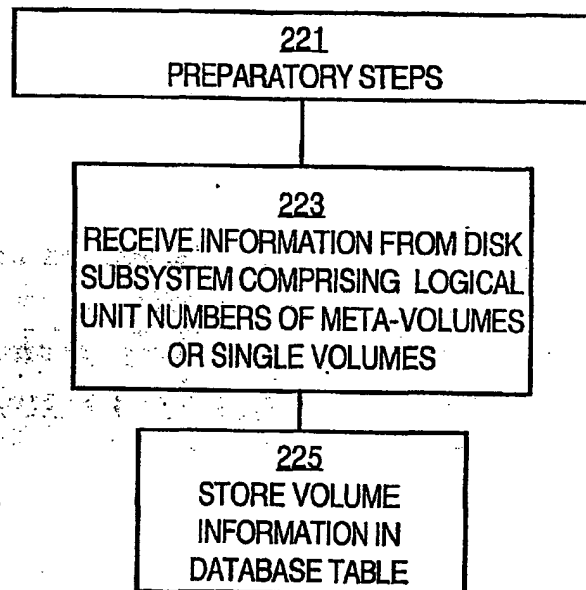 221
PREPARATORY STEPS
223
RECEIVE INFORMATION FROM DISK
SUBSYSTEM COMPRISING LOGICAL
UNIT NUMBERS OF META-VOLUMES
OR SINGLE VOLUMES
225
STORE VOLUME
INFORMATION IN
DATABASE TABLE